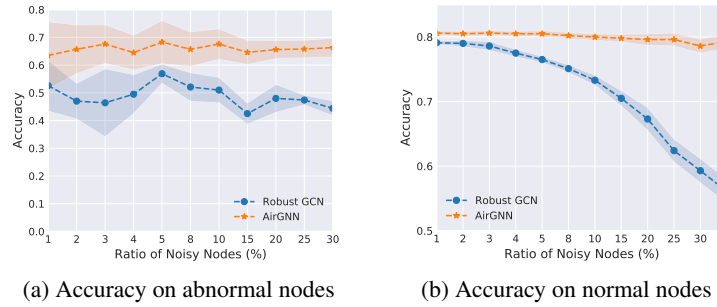 0.8
0.7
0.6
0.5
0.4
0.3
0.2
0.1
0.0
Accuracy
Robust GCN
AirGNN
1 2 3 4 5 8 10 15 20 25 30
Ratio of Noisy Nodes (%)
(a) Accuracy on abnormal nodes
0.8
0.7
0.6
0.5
Accuracy
Robust GCN
AirGNN
1 2 3 4 5 8 10 15 20 25 30
Ratio of Noisy Nodes (%)
(b) Accuracy on normal nodes